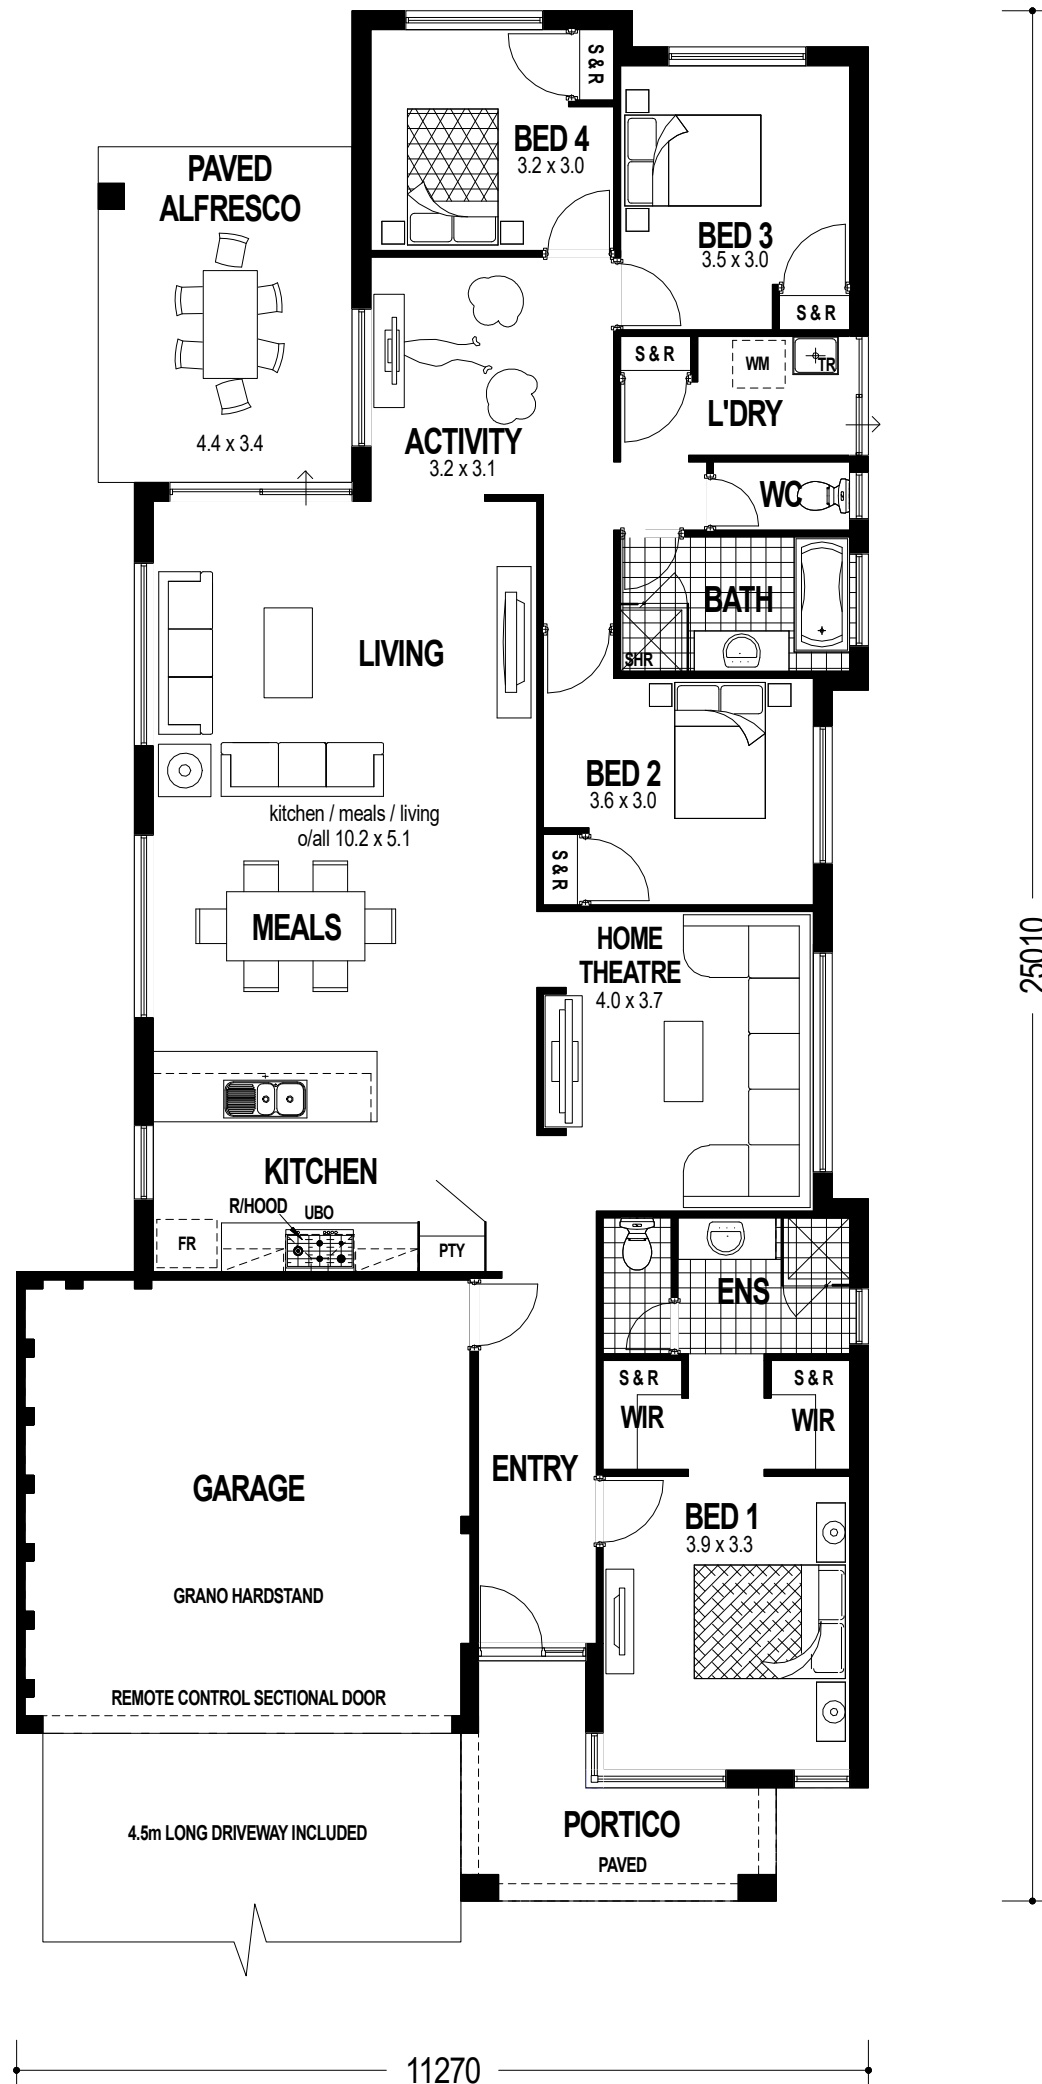 S & R
BED 4
3.2 x 3.0
PAVED
ALFRESCO
4.4 x 3.4
BED 3
3.5 x 3.0
S & R
S & R
WM
TR
L'DRY
ACTIVITY
3.2 x 3.1
WC
BATH
SHR
LIVING
BED 2
3.6 x 3.0
kitchen / meals / living
o/all 10.2 x 5.1
S & R
MEALS
HOME
THEATRE
4.0 x 3.7
25010
KITCHEN
R/HOOD
UBO
FR
PTY
ENS
S & R
WIR
S & R
WIR
ENTRY
GARAGE
BED 1
3.9 x 3.3
GRANO HARDSTAND
REMOTE CONTROL SECTIONAL DOOR
4.5m LONG DRIVEWAY INCLUDED
PORTICO
PAVED
11270